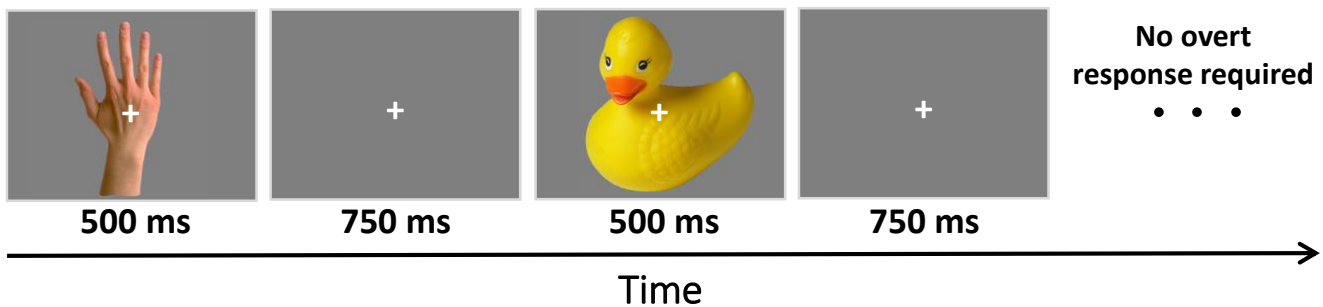 No overt
response required
• • •
500 ms
750 ms
500 ms
750 ms
Time